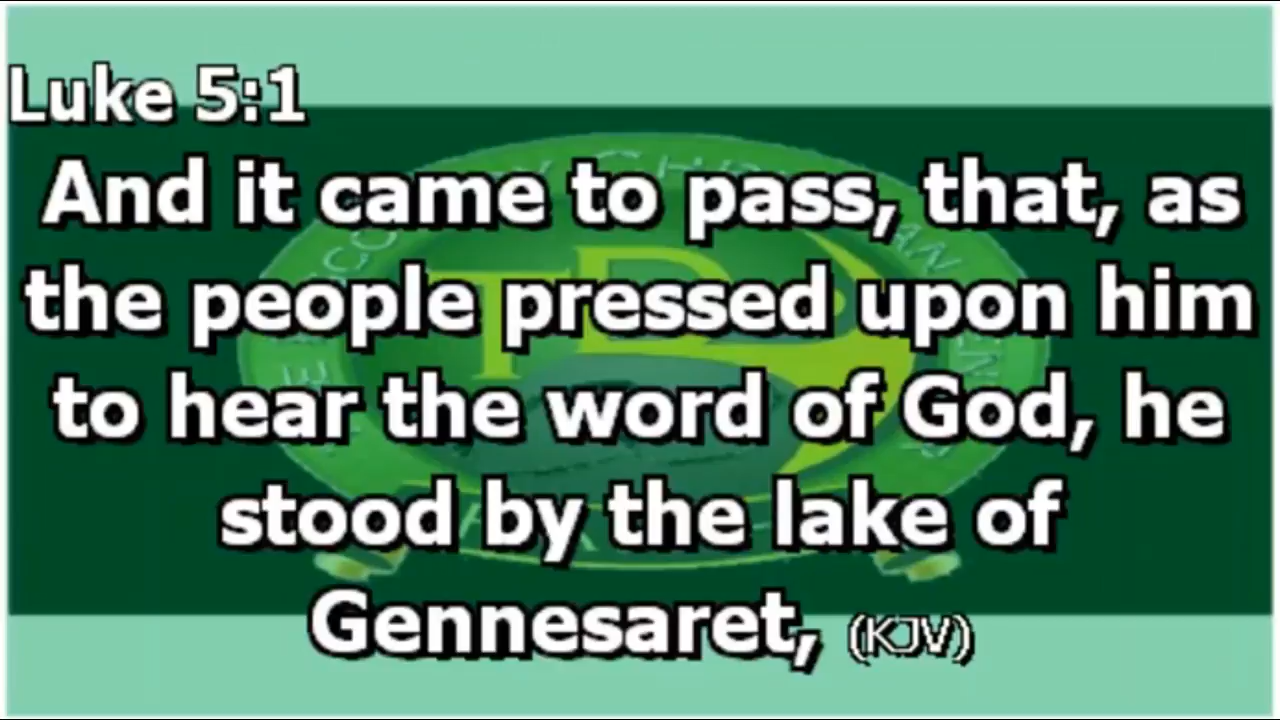 Luke 5:1
And it came to pass, that, as
the people pressed upon him
to hear the word of God, he
stood by the lake of
Gennesaret, (KJV)